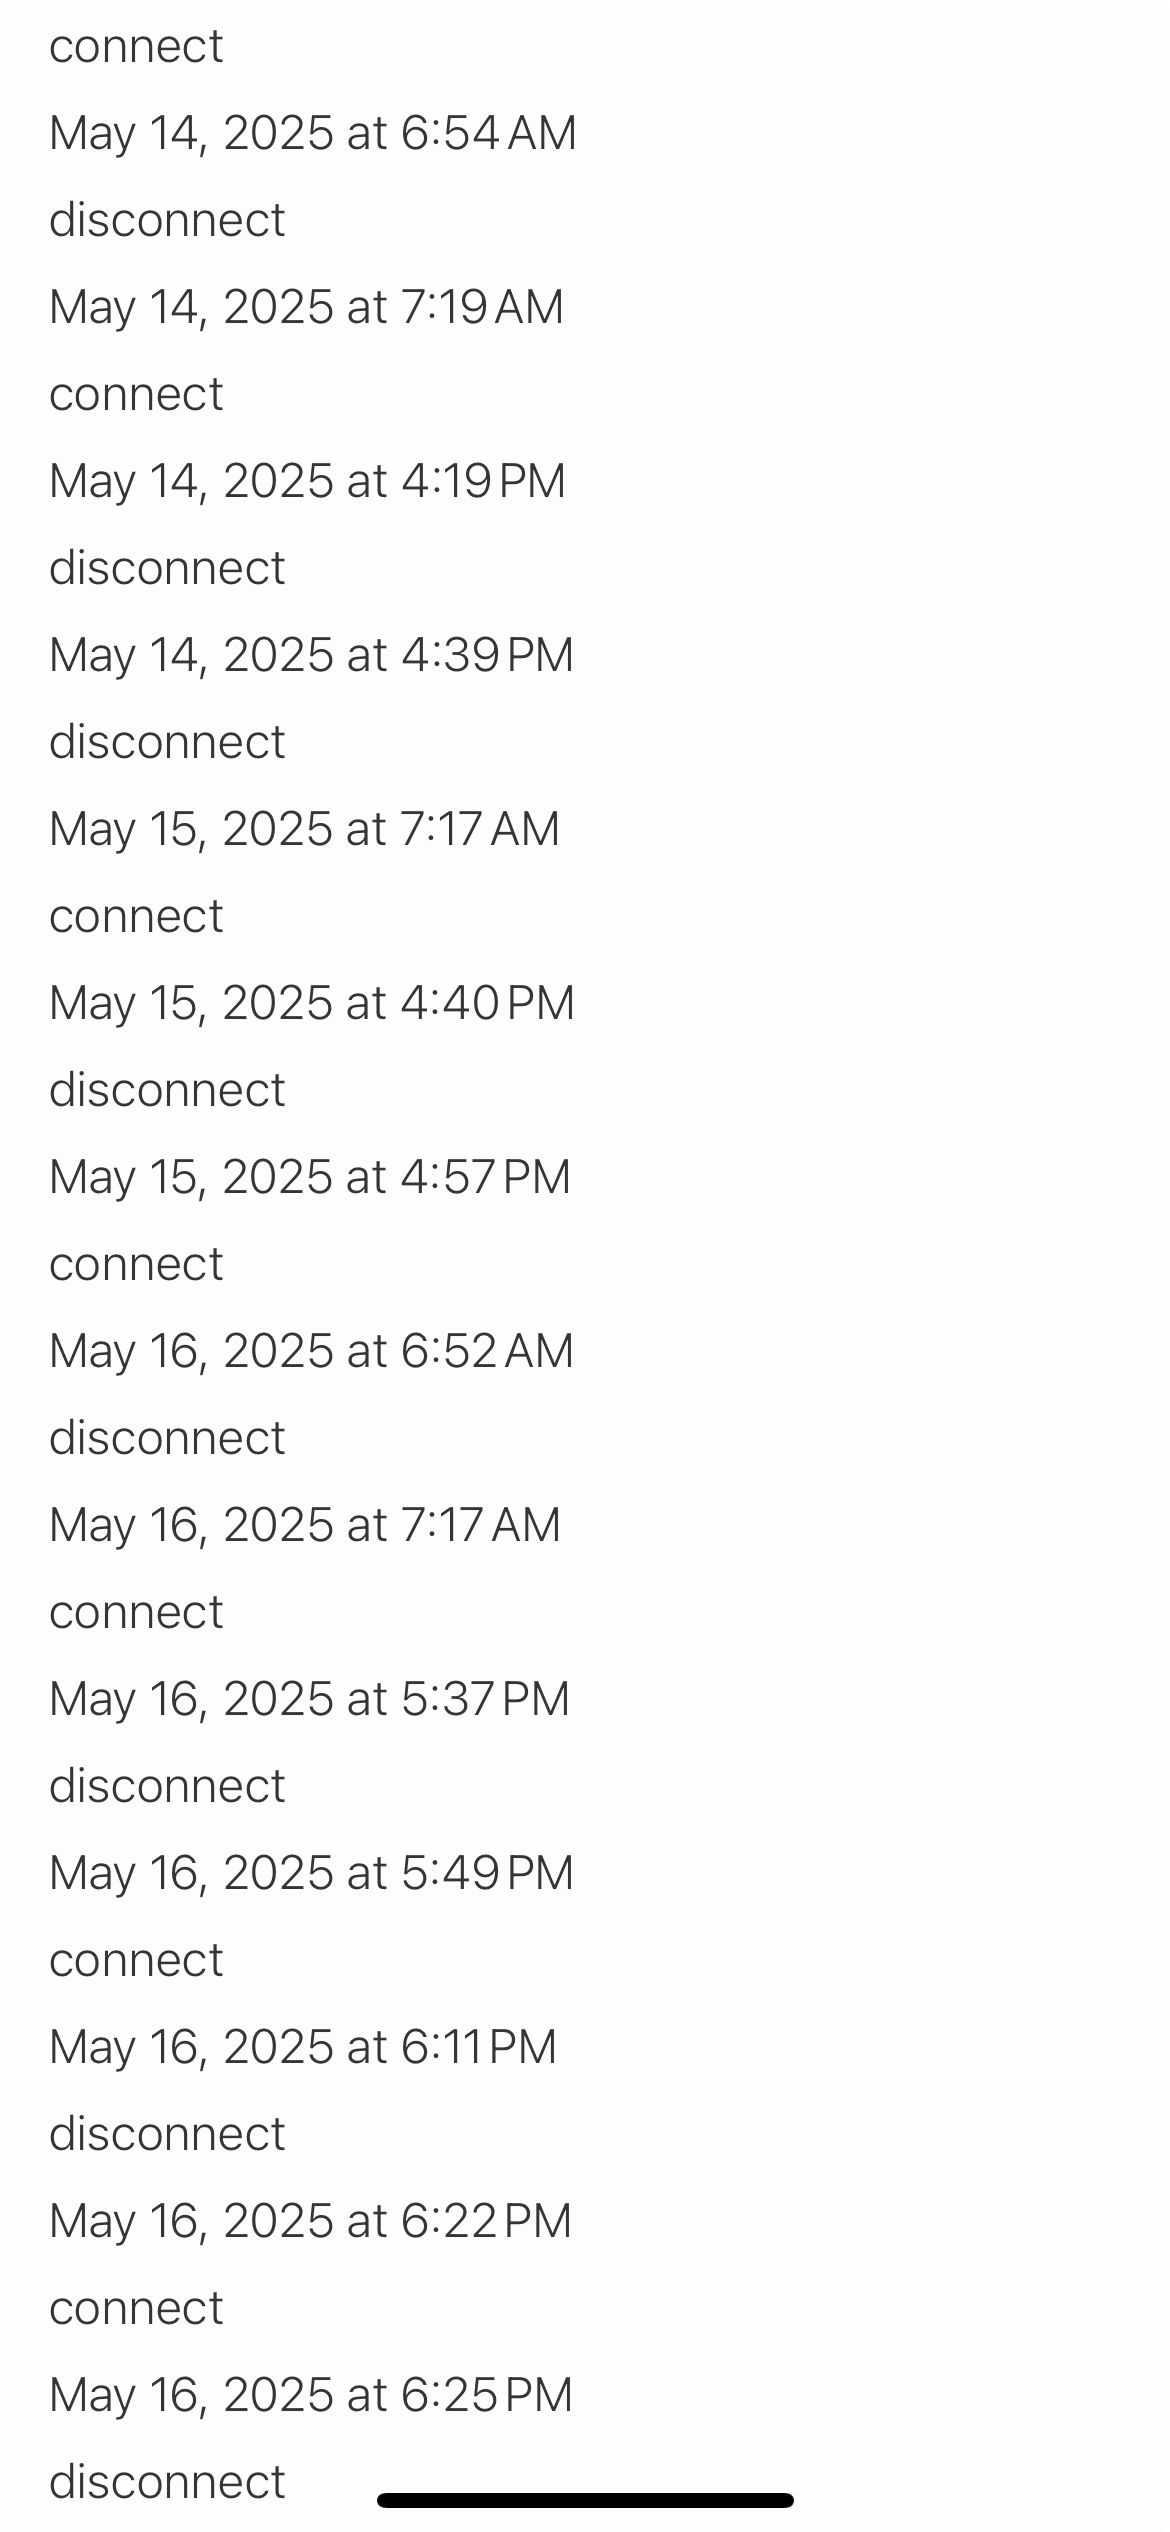 connect
May 14, 2025 at 6:54 AM
disconnect
May 14, 2025 at 7:19 AM
connect
May 14, 2025 at 4:19 PM
disconnect
May 14, 2025 at 4:39 PM
disconnect
May 15, 2025 at 7:17 AM
connect
May 15, 2025 at 4:40 PM
disconnect
May 15, 2025 at 4:57 PM
connect
May 16, 2025 at 6:52 AM
disconnect
May 16, 2025 at 7:17 AM
connect
May 16, 2025 at 5:37 PM
disconnect
May 16, 2025 at 5:49 PM
connect
May 16, 2025 at 6:11 PM
disconnect
May 16, 2025 at 6:22 PM
connect
May 16, 2025 at 6:25 PM
disconnect